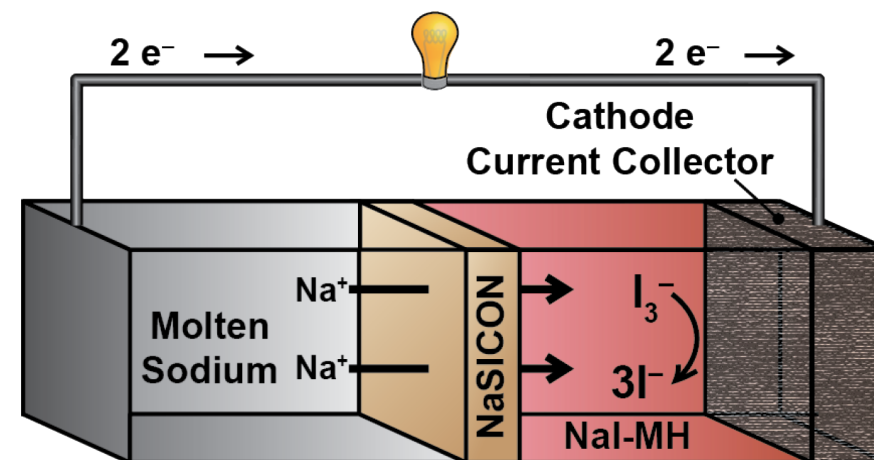 2 e⁻ → 2 e⁻ →
Cathode
Current Collector
Na⁺
I₃⁻
Molten
Sodium
Na⁺
3I⁻
NaSICON
NaI-MH